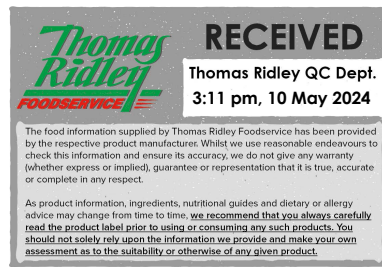 Thomas
Ridley
FOODSERVICE
RECEIVED
Thomas Ridley QC Dept.
3:11 pm, 10 May 2024
The food information supplied by Thomas Ridley Foodservice has been provided
by the respective product manufacturer. Whilst we use reasonable endeavours to
check this information and ensure its accuracy, we do not give any warranty
(whether express or implied), guarantee or representation that it is true, accurate
or complete in any respect.
As product information, ingredients, nutritional guides and dietary or allergy
advice may change from time to time, we recommend that you always carefully
read the product label prior to using or consuming any such products. You
should not solely rely upon the information we provide and make your own
assessment as to the suitability or otherwise of any given product.